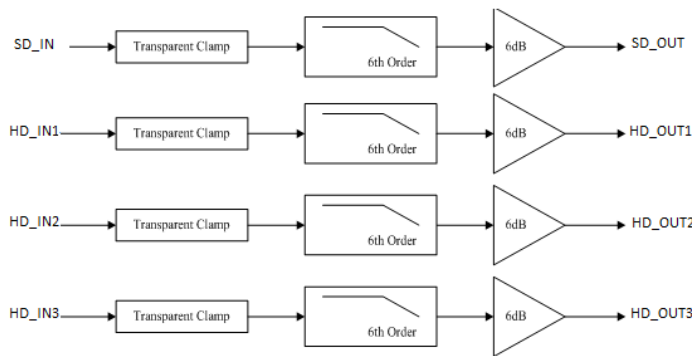 SD_IN Transparent Clamp 6th Order 6dB SD_OUT
HD_IN1 Transparent Clamp 6th Order 6dB HD_OUT1
HD_IN2 Transparent Clamp 6th Order 6dB HD_OUT2
HD_IN3 Transparent Clamp 6th Order 6dB HD_OUT3